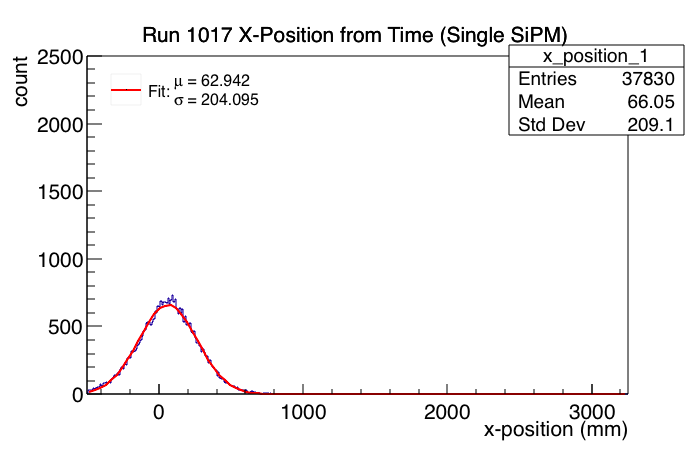 Run 1017 X-Position from Time (Single SiPM)
x_position_1
Entries 37830
Mean 66.05
Std Dev 209.1
count
Fit: μ = 62.942
σ = 204.095
2500
2000
1500
1000
500
0
0 1000 2000 3000
x-position (mm)